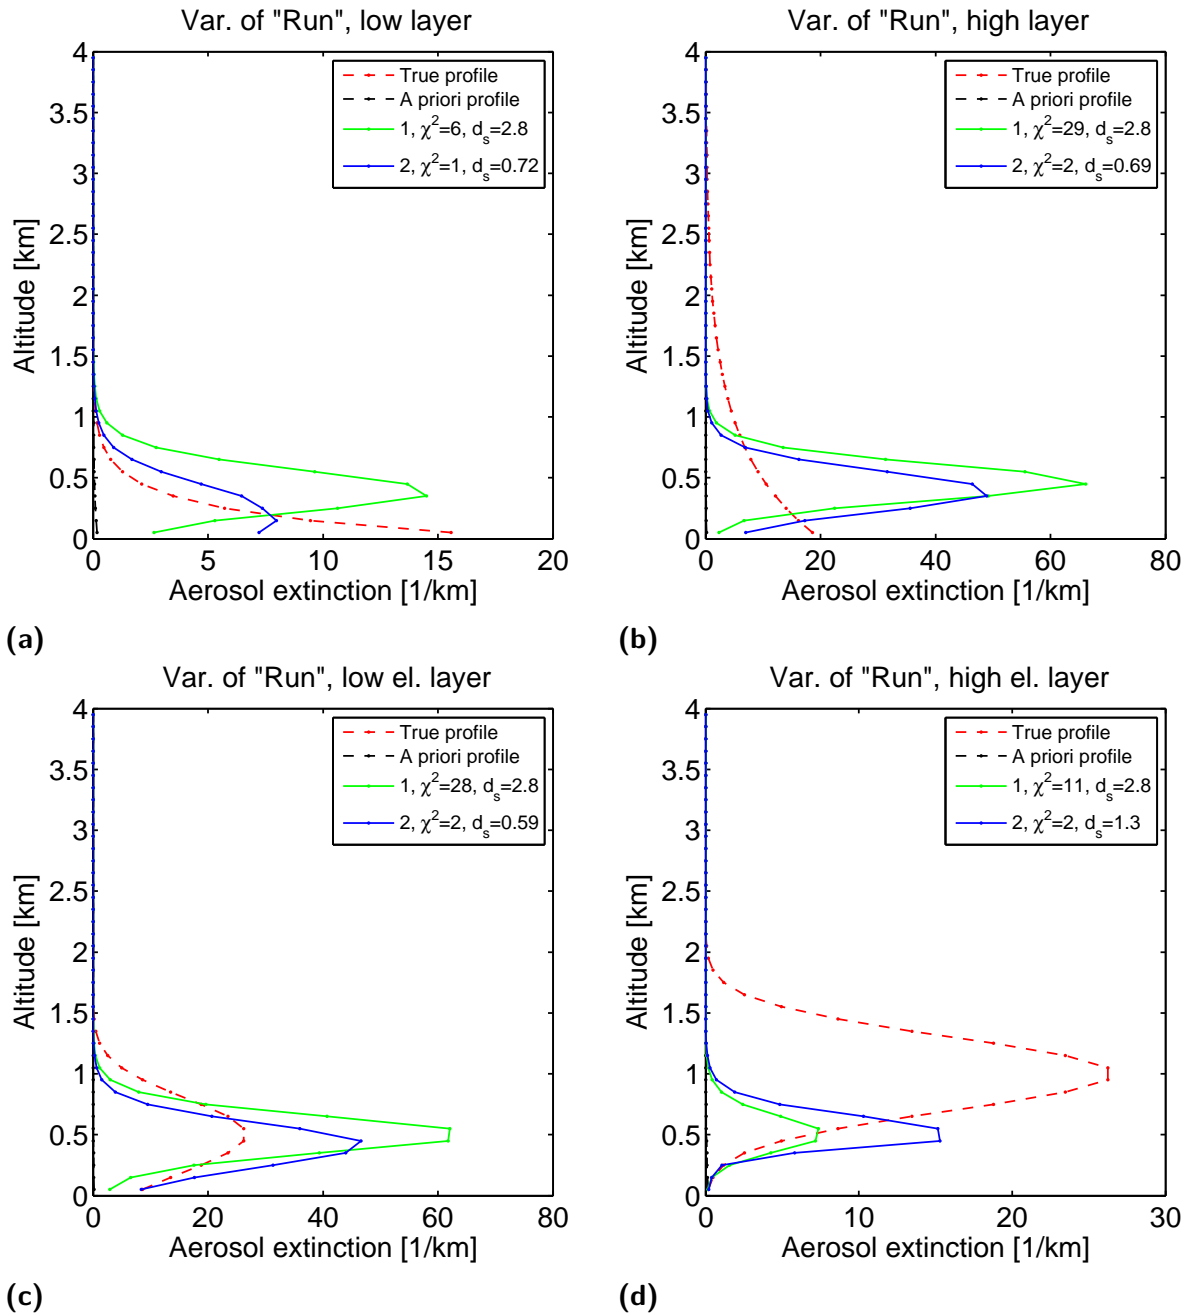 Var. of "Run", low layer
4
3.5
3
2.5
2
1.5
1
0.5
0
Altitude [km]
True profile
A priori profile
1, χ²=6, dₛ=2.8
2, χ²=1, dₛ=0.72
0 5 10 15 20
Aerosol extinction [1/km]
(a)
Var. of "Run", high layer
4
3.5
3
2.5
2
1.5
1
0.5
0
Altitude [km]
True profile
A priori profile
1, χ²=29, dₛ=2.8
2, χ²=2, dₛ=0.69
0 20 40 60 80
Aerosol extinction [1/km]
(b)
Var. of "Run", low el. layer
4
3.5
3
2.5
2
1.5
1
0.5
0
Altitude [km]
True profile
A priori profile
1, χ²=28, dₛ=2.8
2, χ²=2, dₛ=0.59
0 20 40 60 80
Aerosol extinction [1/km]
(c)
Var. of "Run", high el. layer
4
3.5
3
2.5
2
1.5
1
0.5
0
Altitude [km]
True profile
A priori profile
1, χ²=11, dₛ=2.8
2, χ²=2, dₛ=1.3
0 10 20 30
Aerosol extinction [1/km]
(d)